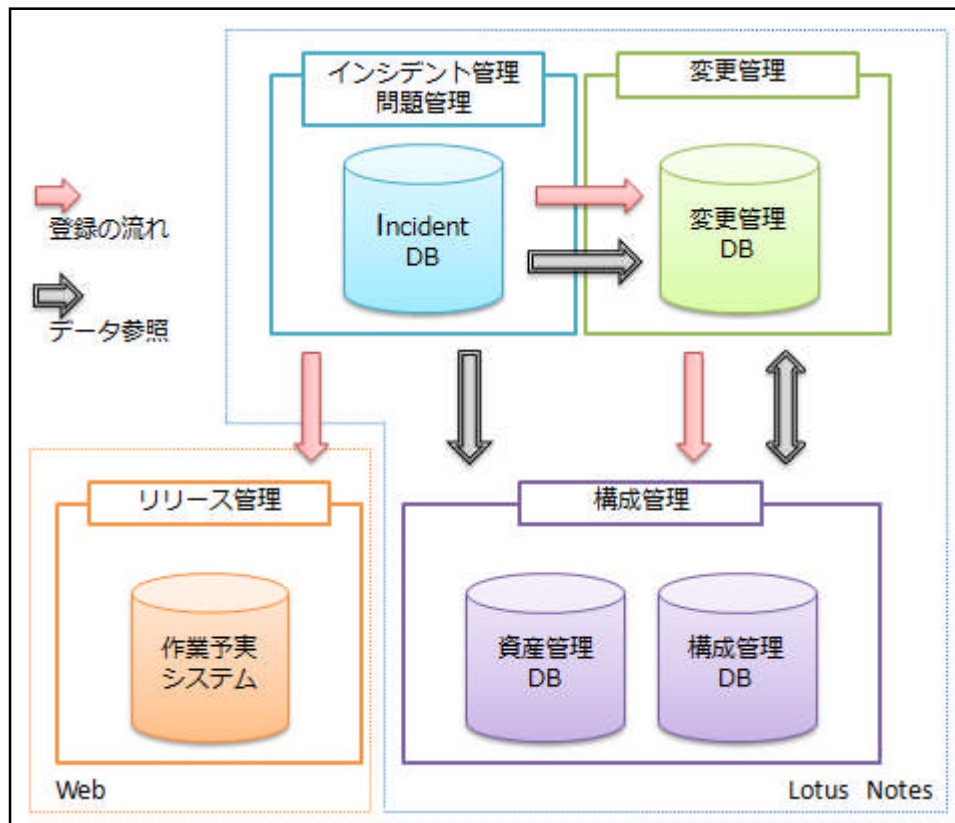 インシデント管理
問題管理
変更管理
Incident
DB
変更管理
DB
登録の流れ
データ参照
リリース管理
構成管理
作業予実
システム
資産管理
DB
構成管理
DB
Web
Lotus Notes